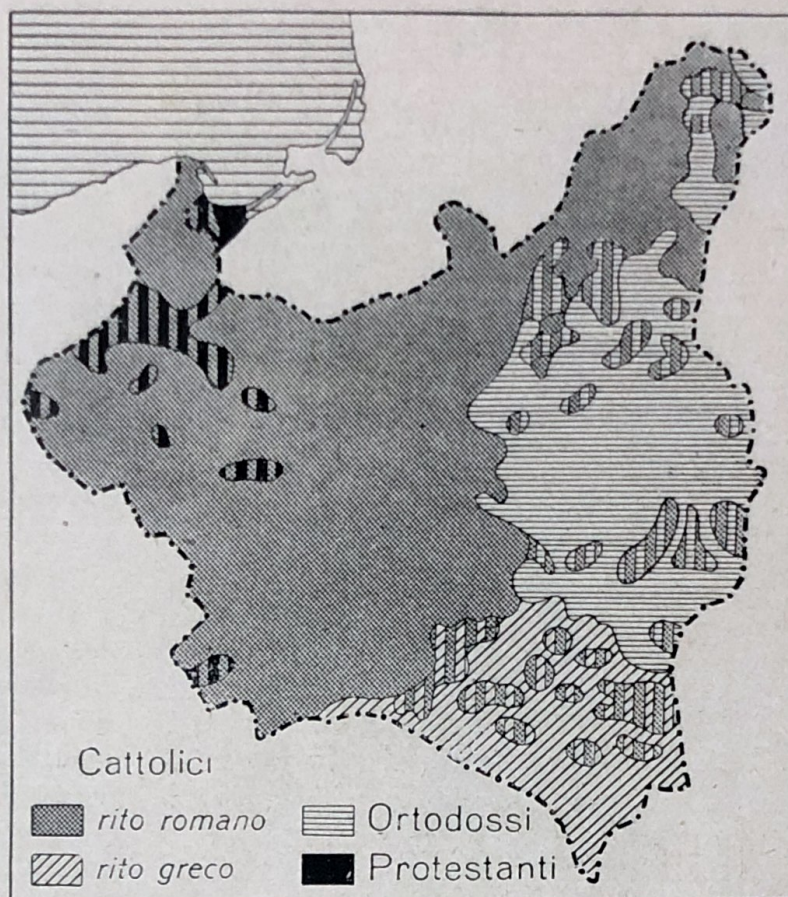 Cattolici
rito romano
Ortodossi
rito greco
Protestanti